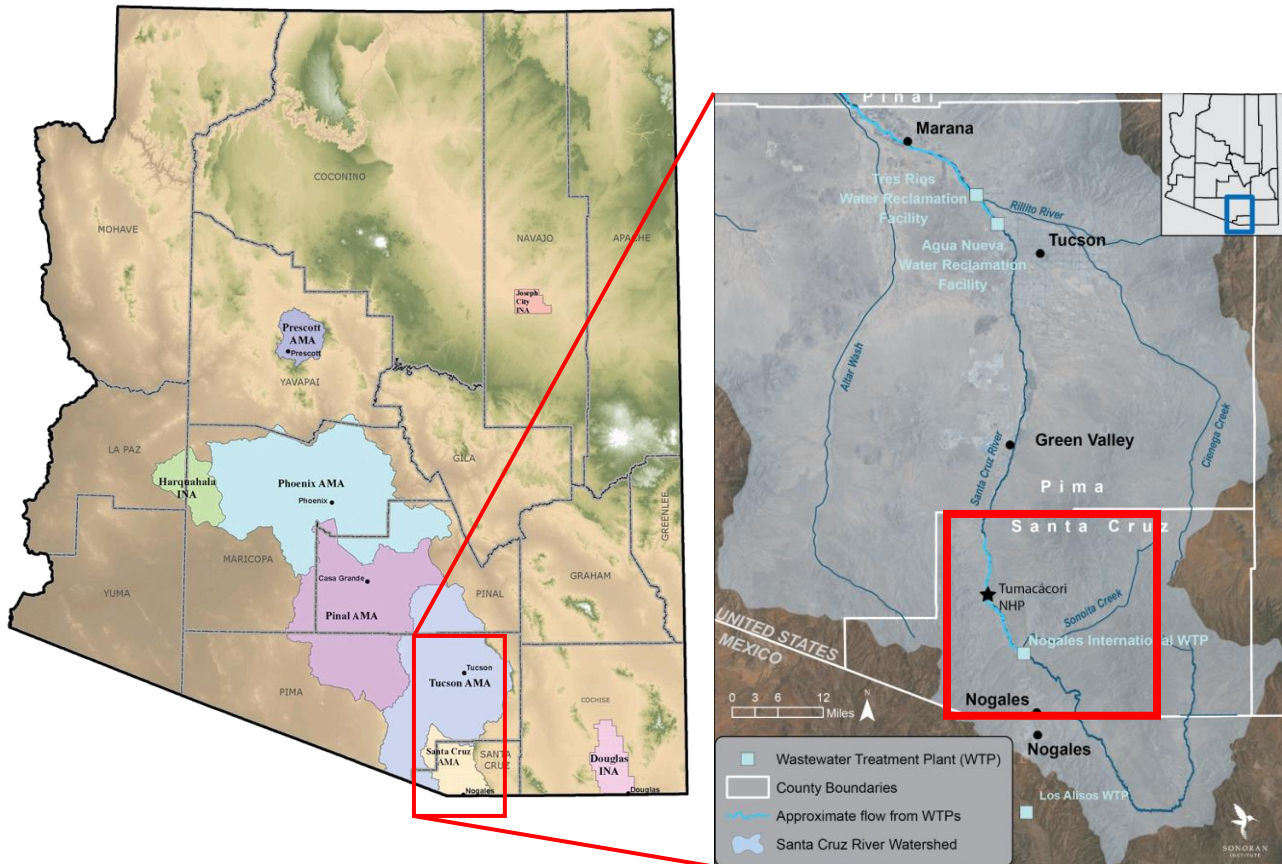 COCONINO
MOHAVE
NAVAJO
APACHE
Joseph
City
INA
Prescott
AMA
Prescott
YAVAPAI
LA PAZ
GILA
Harquahala
INA
Phoenix AMA
Phoenix
GREENLEE
MARICOPA
Casa Grande
GRAHAM
YUMA
PINAL
Pinal AMA
Tucson
Tucson AMA
PIMA
COCHISE
Santa Cruz
AMA
SANTA
CRUZ
Douglas
INA
Nogales
Douglas
Pinal
Marana
Tres Rios
Water Reclamation
Facility
Rillito River
Tucson
Agua Nueva
Water Reclamation
Facility
Altar Wash
Cienega Creek
Green Valley
Santa Cruz River
Pima
Santa Cruz
Tumacácori
NHP
Sonoita Creek
UNITED STATES
MEXICO
Nogales International WTP
0 3 6 12
Miles
N
Nogales
Nogales
Los Alisos WTP
Wastewater Treatment Plant (WTP)
County Boundaries
Approximate flow from WTPs
Santa Cruz River Watershed
SONORAN
INSTITUTE